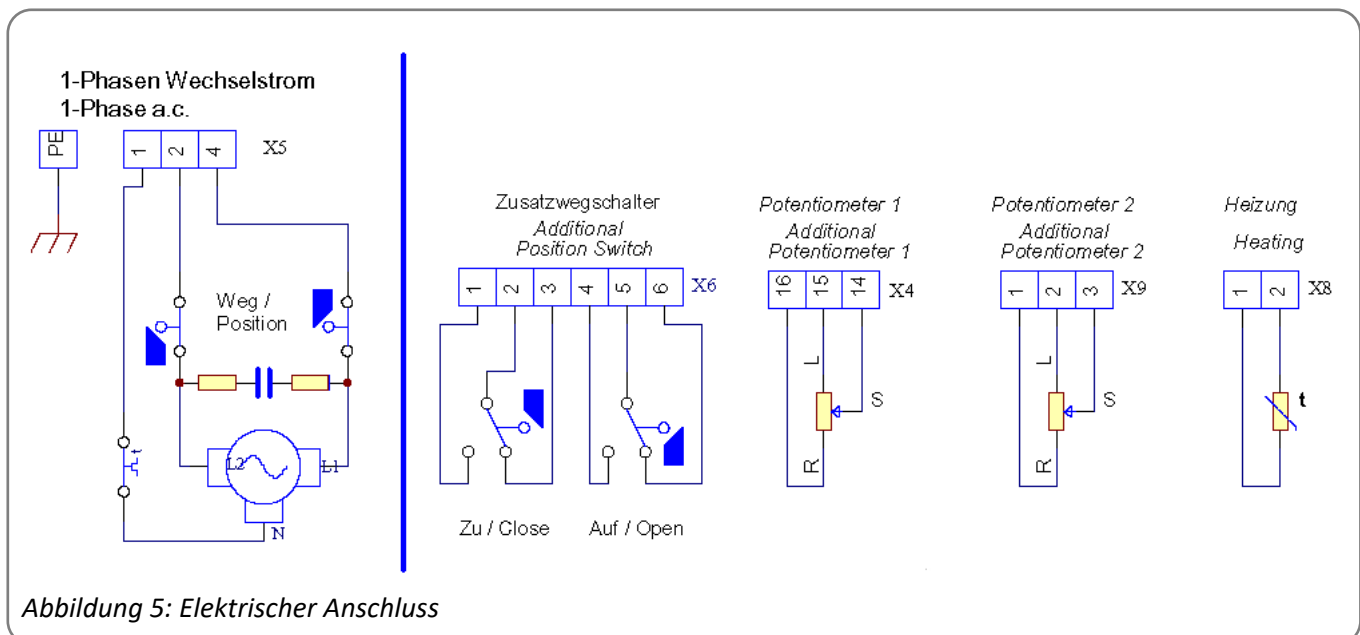 1-Phasen Wechselstrom
1-Phase a.c.
PE
1 2 4 X5
Weg /
Position
t
L2 L1
N
Zusatzwegschalter
Additional
Position Switch
1 2 3 4 5 6 X6
Zu / Close Auf / Open
Potentiometer 1
Additional
Potentiometer 1
16 15 14 X4
L
S
R
Potentiometer 2
Additional
Potentiometer 2
1 2 3 X9
L
S
R
Heizung
Heating
1 2 X8
t
Abbildung 5: Elektrischer Anschluss